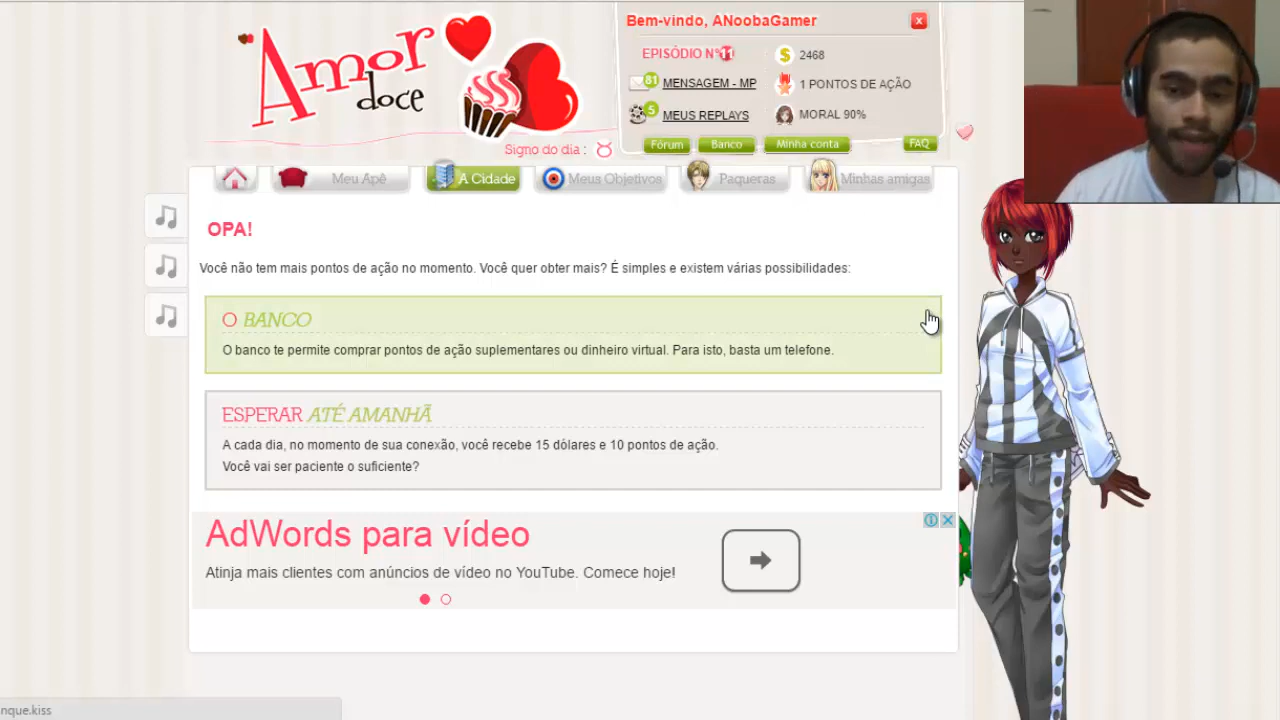 Amor
doce
Bem-vindo, ANoobaGamer
x
EPISÓDIO N°11
2468
81
MENSAGEM - MP
1 PONTOS DE AÇÃO
5
MEUS REPLAYS
MORAL 90%
Signo do dia :
Fórum
Banco
Minha conta
FAQ
Meu Apê
A Cidade
Meus Objetivos
Paqueras
Minhas amigas
OPA!
Você não tem mais pontos de ação no momento. Você quer obter mais? É simples e existem várias possibilidades:
O BANCO
O banco te permite comprar pontos de ação suplementares ou dinheiro virtual. Para isto, basta um telefone.
ESPERAR ATÉ AMANHÃ
A cada dia, no momento de sua conexão, você recebe 15 dólares e 10 pontos de ação.
Você vai ser paciente o suficiente?
AdWords para vídeo
Atinja mais clientes com anúncios de vídeo no YouTube. Comece hoje!
nque.kiss